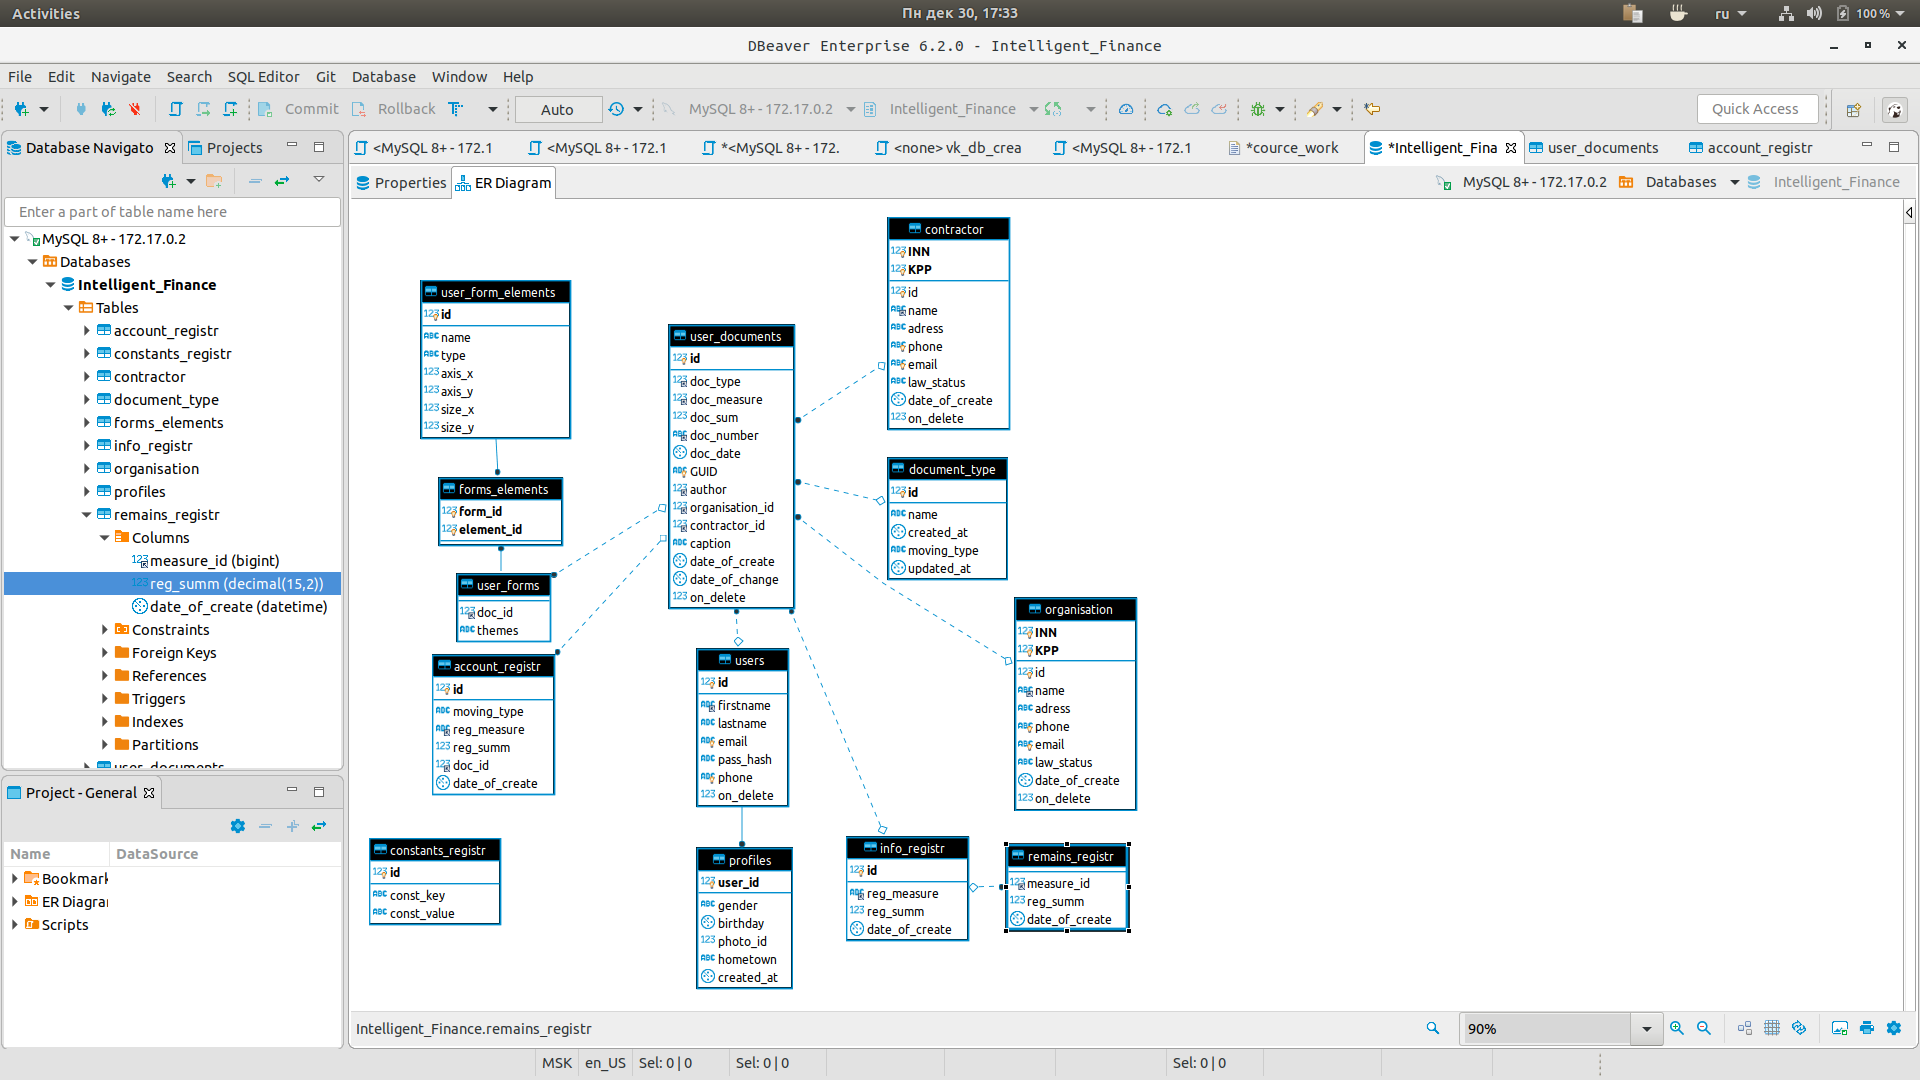 Activities
Пн дек 30, 17:33
ru
100 %
DBeaver Enterprise 6.2.0 - Intelligent_Finance
File Edit Navigate Search SQL Editor Git Database Window Help
Commit
Rollback
Auto
MySQL 8+ - 172.17.0.2
Intelligent_Finance
Quick Access
Database Navigato
Projects
<MySQL 8+ - 172.1
<MySQL 8+ - 172.1
*<MySQL 8+ - 172.
<none> vk_db_crea
<MySQL 8+ - 172.1
*cource_work
*Intelligent_Fina
user_documents
account_registr
Properties
ER Diagram
MySQL 8+ - 172.17.0.2
Databases
Intelligent_Finance
Enter a part of table name here
MySQL 8+ - 172.17.0.2
Databases
Intelligent_Finance
Tables
account_registr
constants_registr
contractor
document_type
forms_elements
info_registr
organisation
profiles
remains_registr
Columns
measure_id (bigint)
reg_summ (decimal(15,2))
date_of_create (datetime)
Constraints
Foreign Keys
References
Triggers
Indexes
Partitions
user_documents
Project - General
Name
DataSource
Bookmark
ER Diagra
Scripts
user_form_elements
id
name
type
axis_x
axis_y
size_x
size_y
forms_elements
form_id
element_id
user_forms
doc_id
themes
account_registr
id
moving_type
reg_measure
reg_summ
doc_id
date_of_create
constants_registr
id
const_key
const_value
user_documents
id
doc_type
doc_measure
doc_sum
doc_number
doc_date
GUID
author
organisation_id
contractor_id
caption
date_of_create
date_of_change
on_delete
users
id
firstname
lastname
email
pass_hash
phone
on_delete
profiles
user_id
gender
birthday
photo_id
hometown
created_at
contractor
INN
KPP
id
name
adress
phone
email
law_status
date_of_create
on_delete
document_type
id
name
created_at
moving_type
updated_at
organisation
INN
KPP
id
name
adress
phone
email
law_status
date_of_create
on_delete
info_registr
id
reg_measure
reg_summ
date_of_create
remains_registr
measure_id
reg_summ
date_of_create
Intelligent_Finance.remains_registr
90%
MSK
en_US
Sel: 0 | 0
Sel: 0 | 0
Sel: 0 | 0